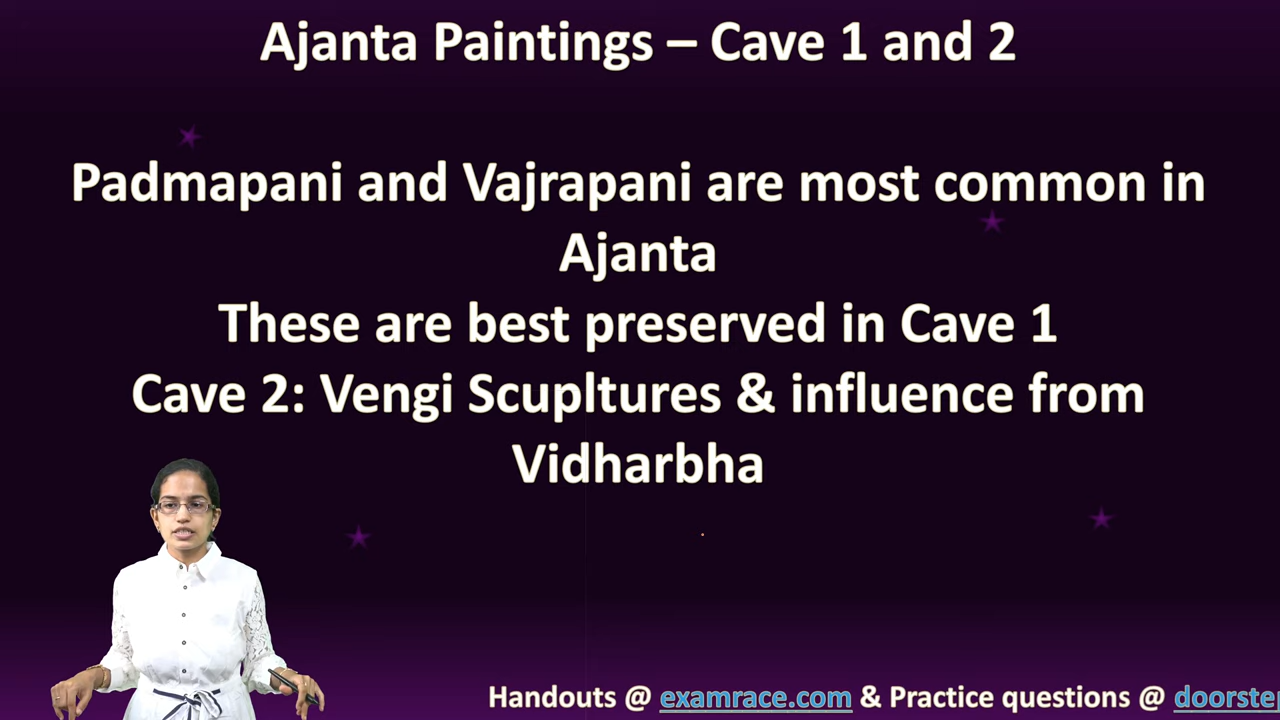 Ajanta Paintings – Cave 1 and 2
Padmapani and Vajrapani are most common in
Ajanta
These are best preserved in Cave 1
Cave 2: Vengi Scupltures & influence from
Vidharbha
Handouts @ examrace.com & Practice questions @ doorste